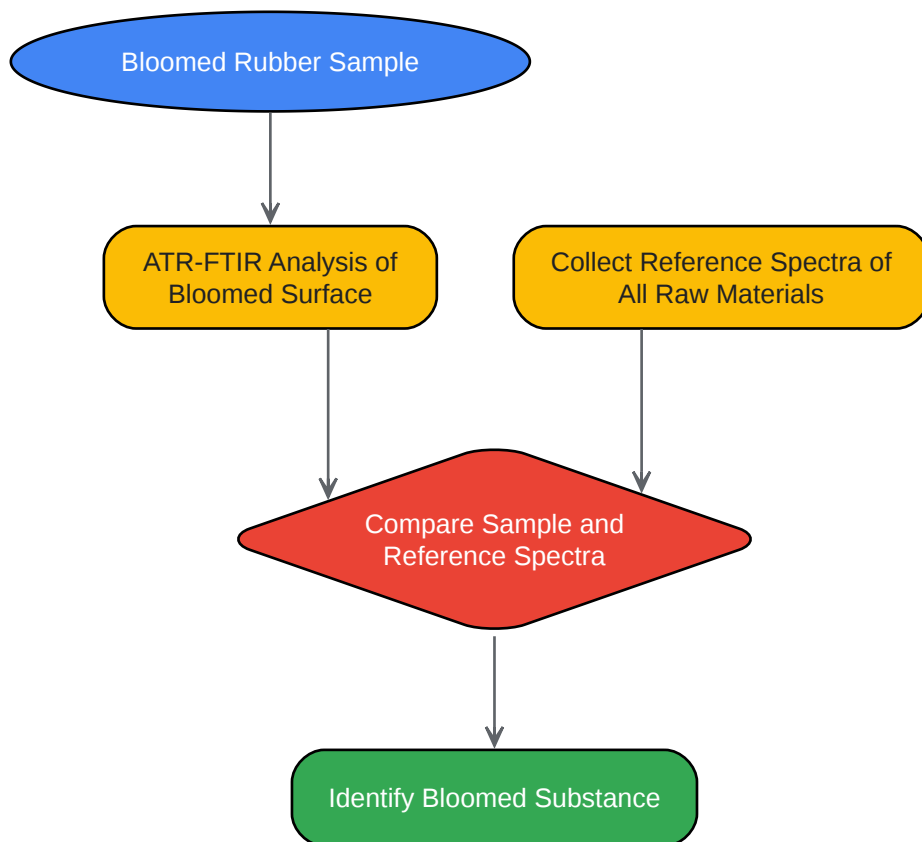 Bloomed Rubber Sample
ATR-FTIR Analysis of
Bloomed Surface
Collect Reference Spectra of
All Raw Materials
Compare Sample and
Reference Spectra
Identify Bloomed Substance